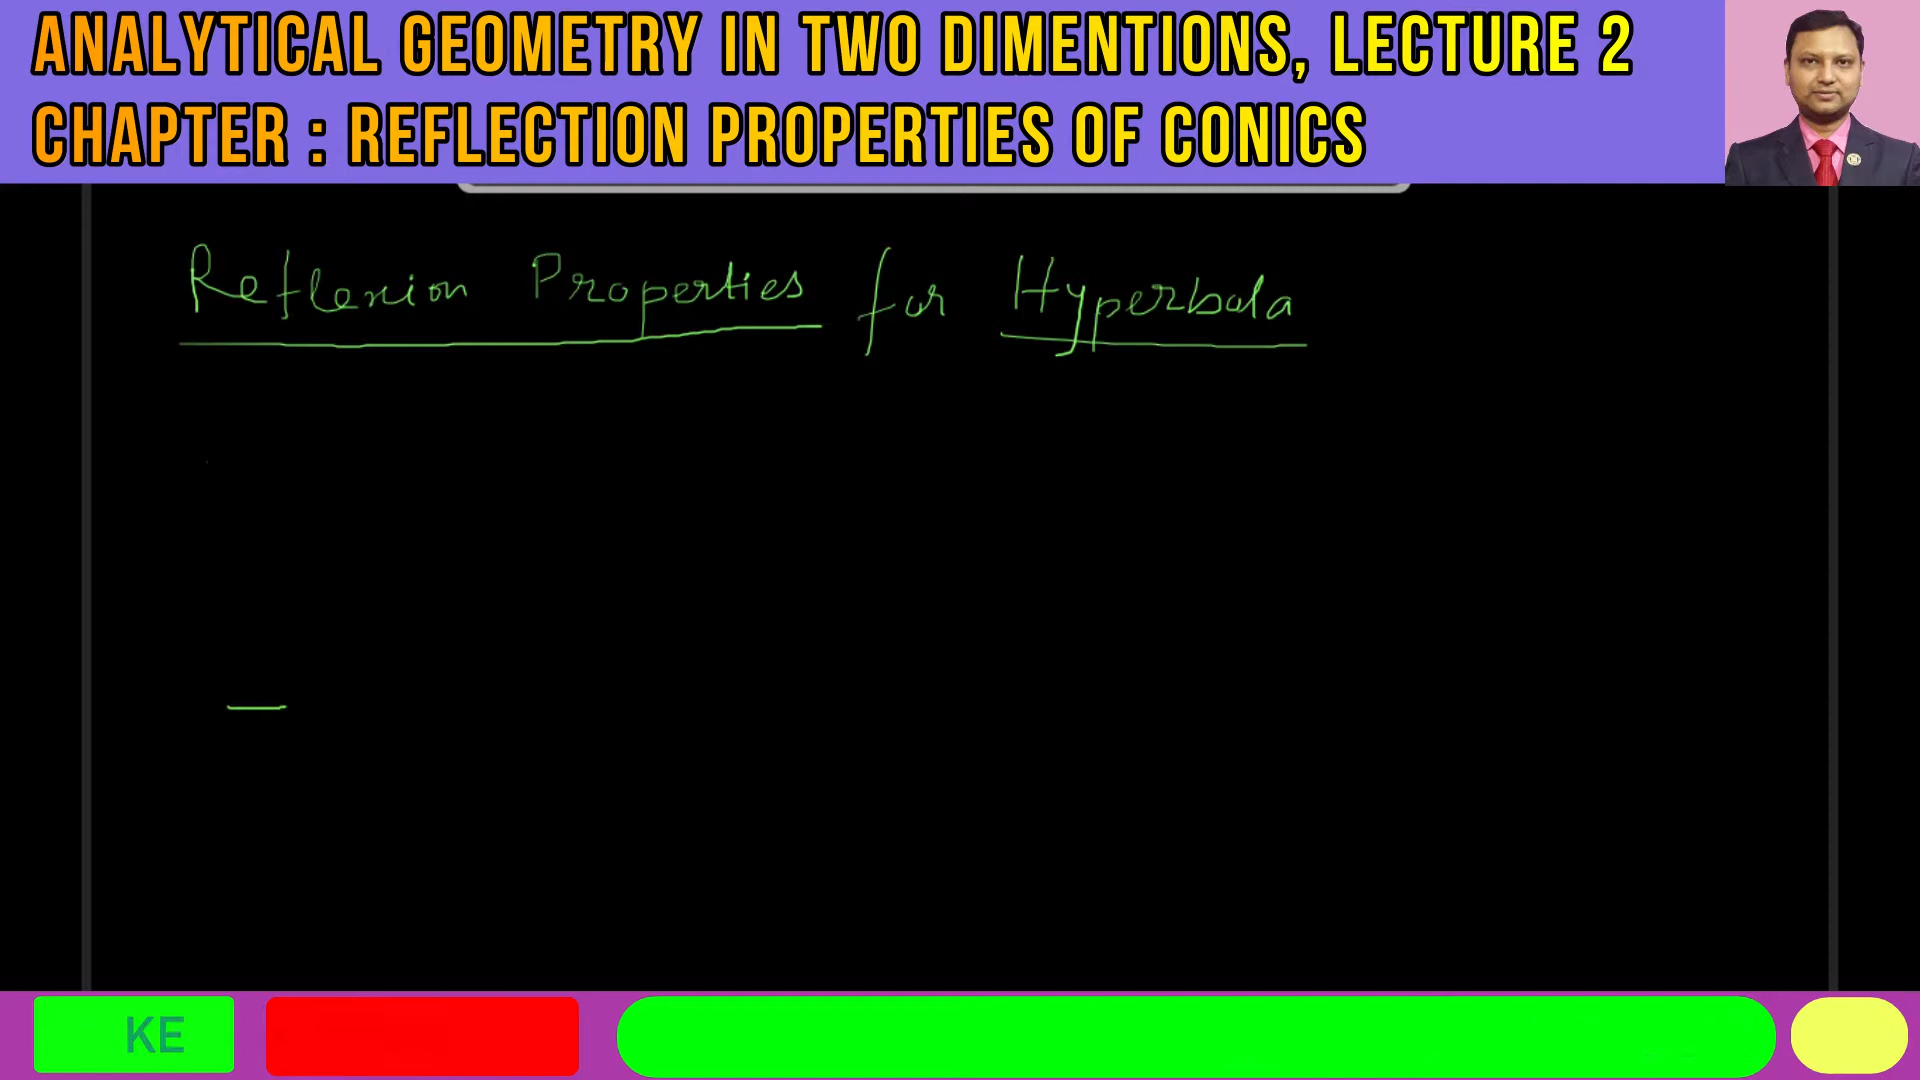 ANALYTICAL GEOMETRY IN TWO DIMENTIONS, LECTURE 2
CHAPTER : REFLECTION PROPERTIES OF CONICS
Reflexion Properties for Hyperbola
KE